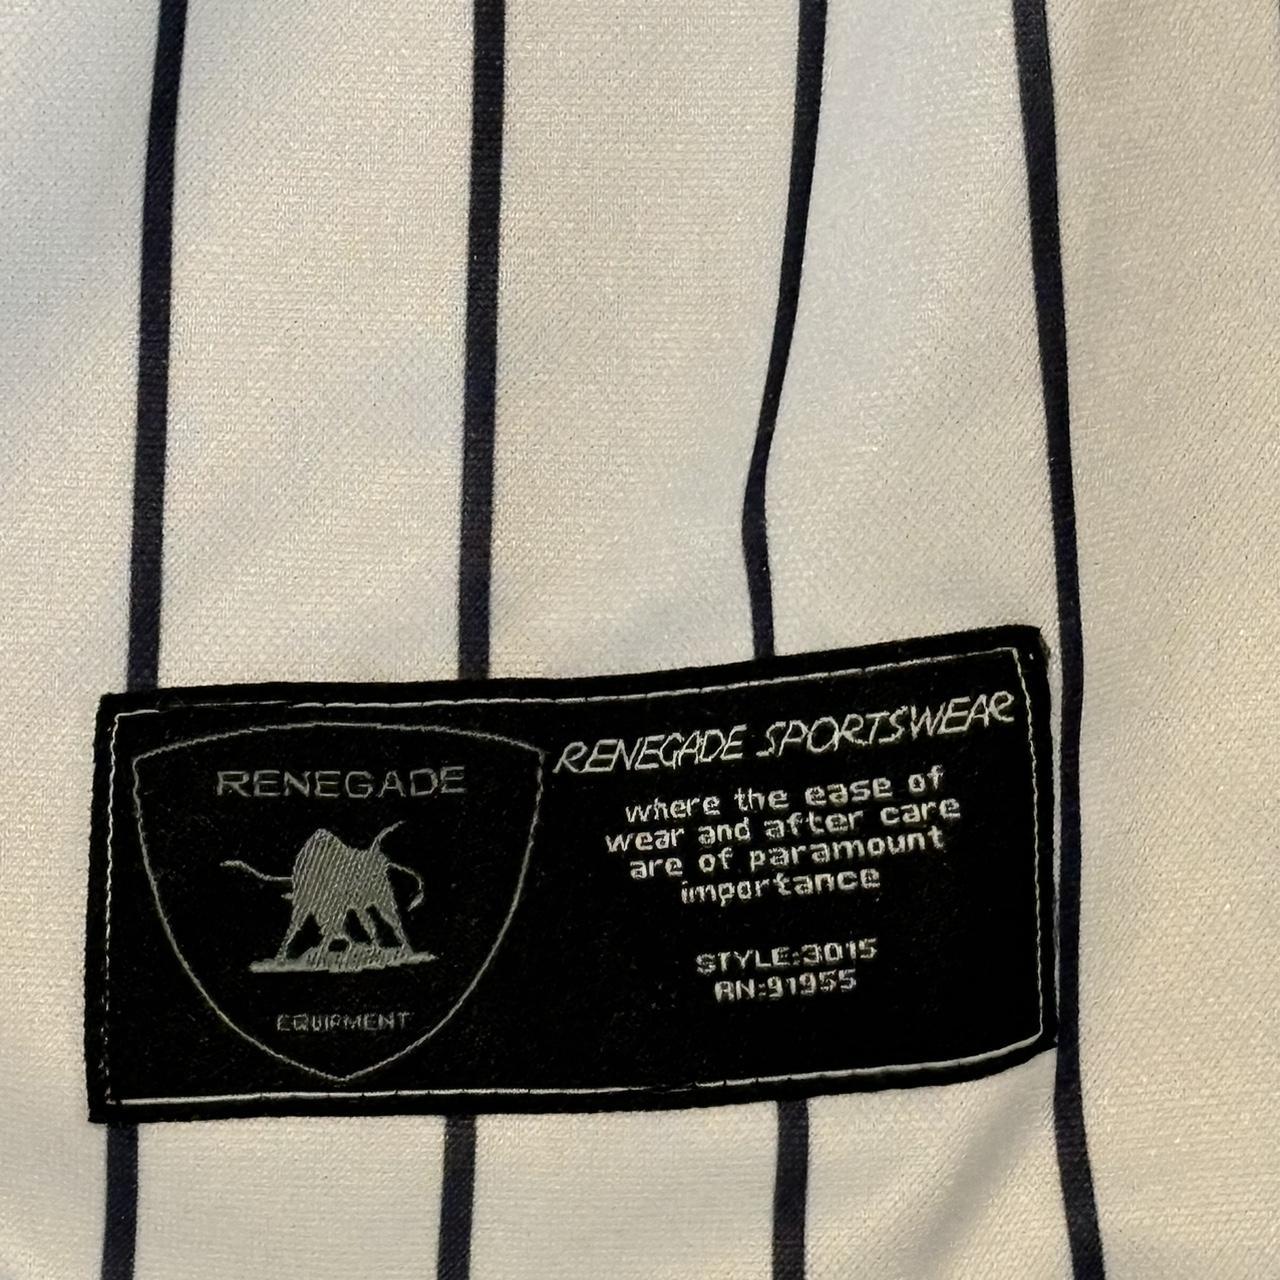 RENEGADE
EQUIPMENT
RENEGADE SPORTSWEAR
where the ease of
wear and after care
are of paramount
importance
STYLE:3015
RN:91955